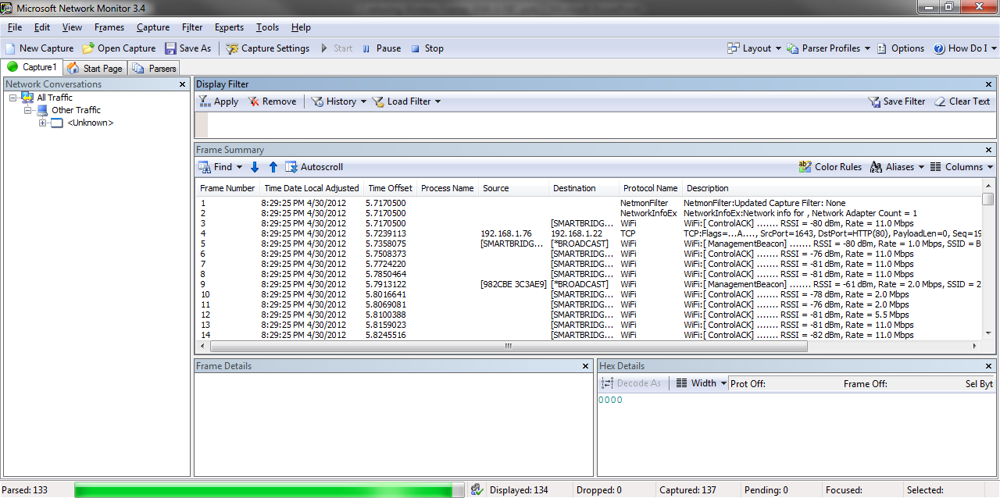 Microsoft Network Monitor 3.4
File Edit View Frames Capture Filter Experts Tools Help
New Capture Open Capture Save As Capture Settings Start Pause Stop Layout Parser Profiles Options How Do I
Capture1 Start Page Parsers
Network Conversations
All Traffic
Other Traffic
<Unknown>
Display Filter
Apply Remove History Load Filter Save Filter Clear Text
Frame Summary
Find Autoscroll Color Rules Aliases Columns
Frame Number Time Date Local Adjusted Time Offset Process Name Source Destination Protocol Name Description
1 8:29:25 PM 4/30/2012 5.7170500 NetmonFilter NetmonFilter:Updated Capture Filter: None
2 8:29:25 PM 4/30/2012 5.7170500 NetworkInfoEx NetworkInfoEx:Network info for , Network Adapter Count = 1
3 8:29:25 PM 4/30/2012 5.7170500 [SMARTBRIDG... WiFi WiFi:[ ControlACK] ....... RSSI = -80 dBm, Rate = 11.0 Mbps
4 8:29:25 PM 4/30/2012 5.7239113 192.168.1.76 192.168.1.22 TCP TCP:Flags=...A...., SrcPort=1643, DstPort=HTTP(80), PayloadLen=0, Seq=19
5 8:29:25 PM 4/30/2012 5.7358075 [SMARTBRIDG... [*BROADCAST] WiFi WiFi:[ ManagementBeacon] ....... RSSI = -80 dBm, Rate = 1.0 Mbps, SSID = B
6 8:29:25 PM 4/30/2012 5.7508373 [SMARTBRIDG... WiFi WiFi:[ ControlACK] ....... RSSI = -76 dBm, Rate = 11.0 Mbps
7 8:29:25 PM 4/30/2012 5.7724220 [SMARTBRIDG... WiFi WiFi:[ ControlACK] ....... RSSI = -81 dBm, Rate = 11.0 Mbps
8 8:29:25 PM 4/30/2012 5.7850464 [SMARTBRIDG... WiFi WiFi:[ ControlACK] ....... RSSI = -81 dBm, Rate = 11.0 Mbps
9 8:29:25 PM 4/30/2012 5.7913122 [982CBE 3C3AE9] [*BROADCAST] WiFi WiFi:[ ManagementBeacon] ....... RSSI = -61 dBm, Rate = 2.0 Mbps, SSID = 2
10 8:29:25 PM 4/30/2012 5.8016641 [SMARTBRIDG... WiFi WiFi:[ ControlACK] ....... RSSI = -78 dBm, Rate = 2.0 Mbps
11 8:29:25 PM 4/30/2012 5.8069081 [SMARTBRIDG... WiFi WiFi:[ ControlACK] ....... RSSI = -76 dBm, Rate = 2.0 Mbps
12 8:29:25 PM 4/30/2012 5.8100388 [SMARTBRIDG... WiFi WiFi:[ ControlACK] ....... RSSI = -81 dBm, Rate = 5.5 Mbps
13 8:29:25 PM 4/30/2012 5.8159023 [SMARTBRIDG... WiFi WiFi:[ ControlACK] ....... RSSI = -81 dBm, Rate = 11.0 Mbps
14 8:29:25 PM 4/30/2012 5.8245516 [SMARTBRIDG... WiFi WiFi:[ ControlACK] ....... RSSI = -82 dBm, Rate = 11.0 Mbps
Frame Details
Hex Details
Decode As Width Prot Off: Frame Off: Sel Byt
0000
Parsed: 133 Displayed: 134 Dropped: 0 Captured: 137 Pending: 0 Focused: Selected: